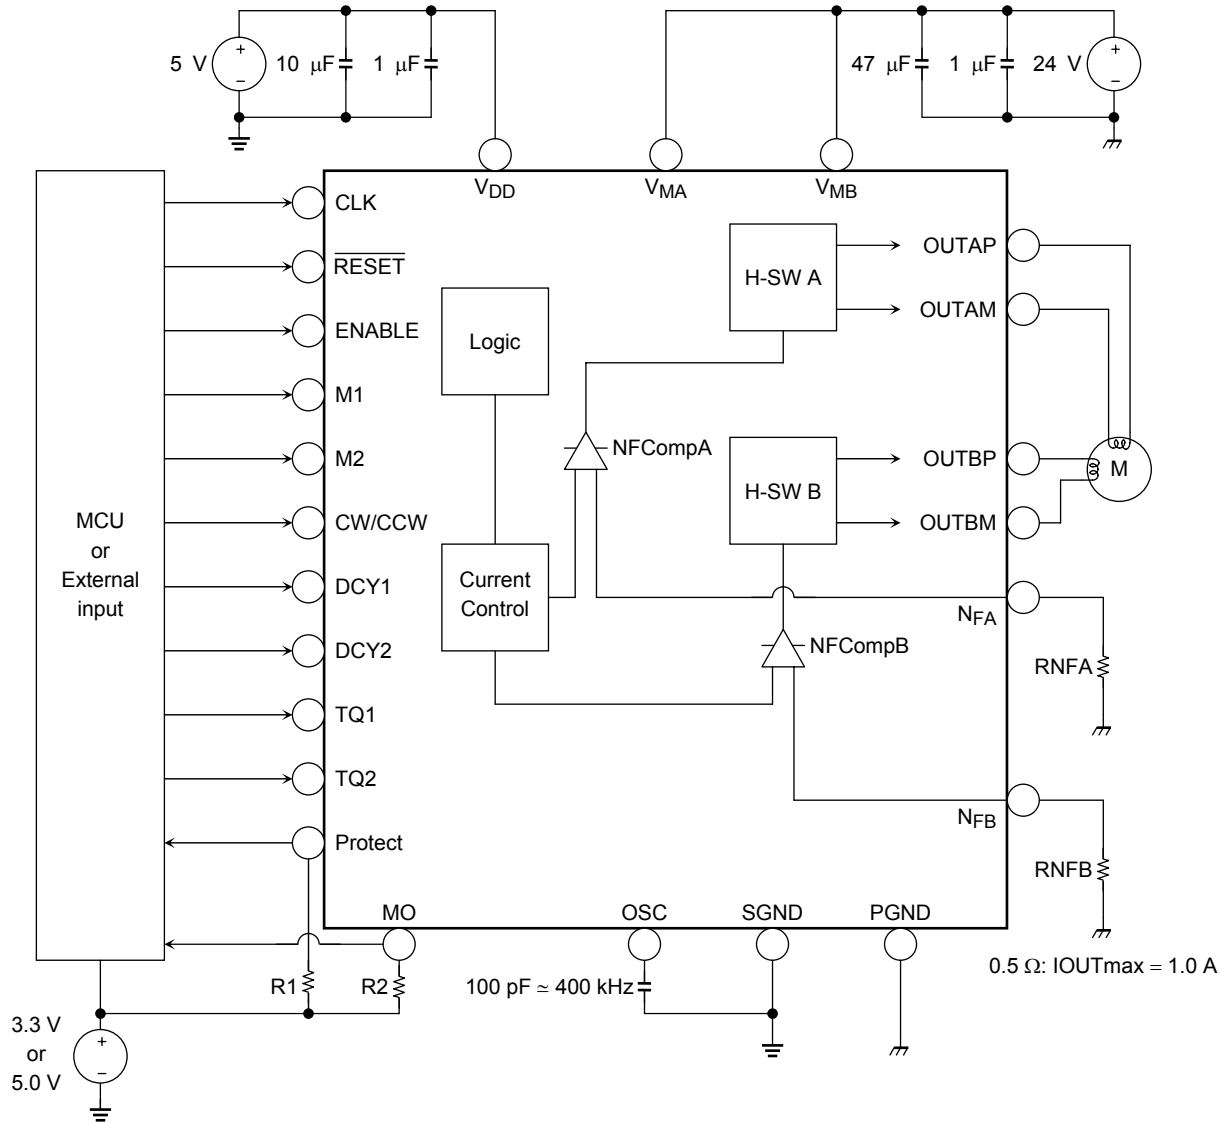 5 V
10 μF
1 μF
47 μF
1 μF
24 V
VDD
VMA
VMB
CLK
RESET
ENABLE
M1
M2
CW/CCW
DCY1
DCY2
TQ1
TQ2
Protect
MCU
or
External
input
Logic
Current
Control
NFCompA
NFCompB
H-SW A
H-SW B
OUTAP
OUTAM
OUTBP
OUTBM
M
NFA
RNFA
NFB
RNFB
MO
OSC
SGND
PGND
R1
R2
100 pF ≃ 400 kHz
0.5 Ω: IOUTmax = 1.0 A
3.3 V
or
5.0 V